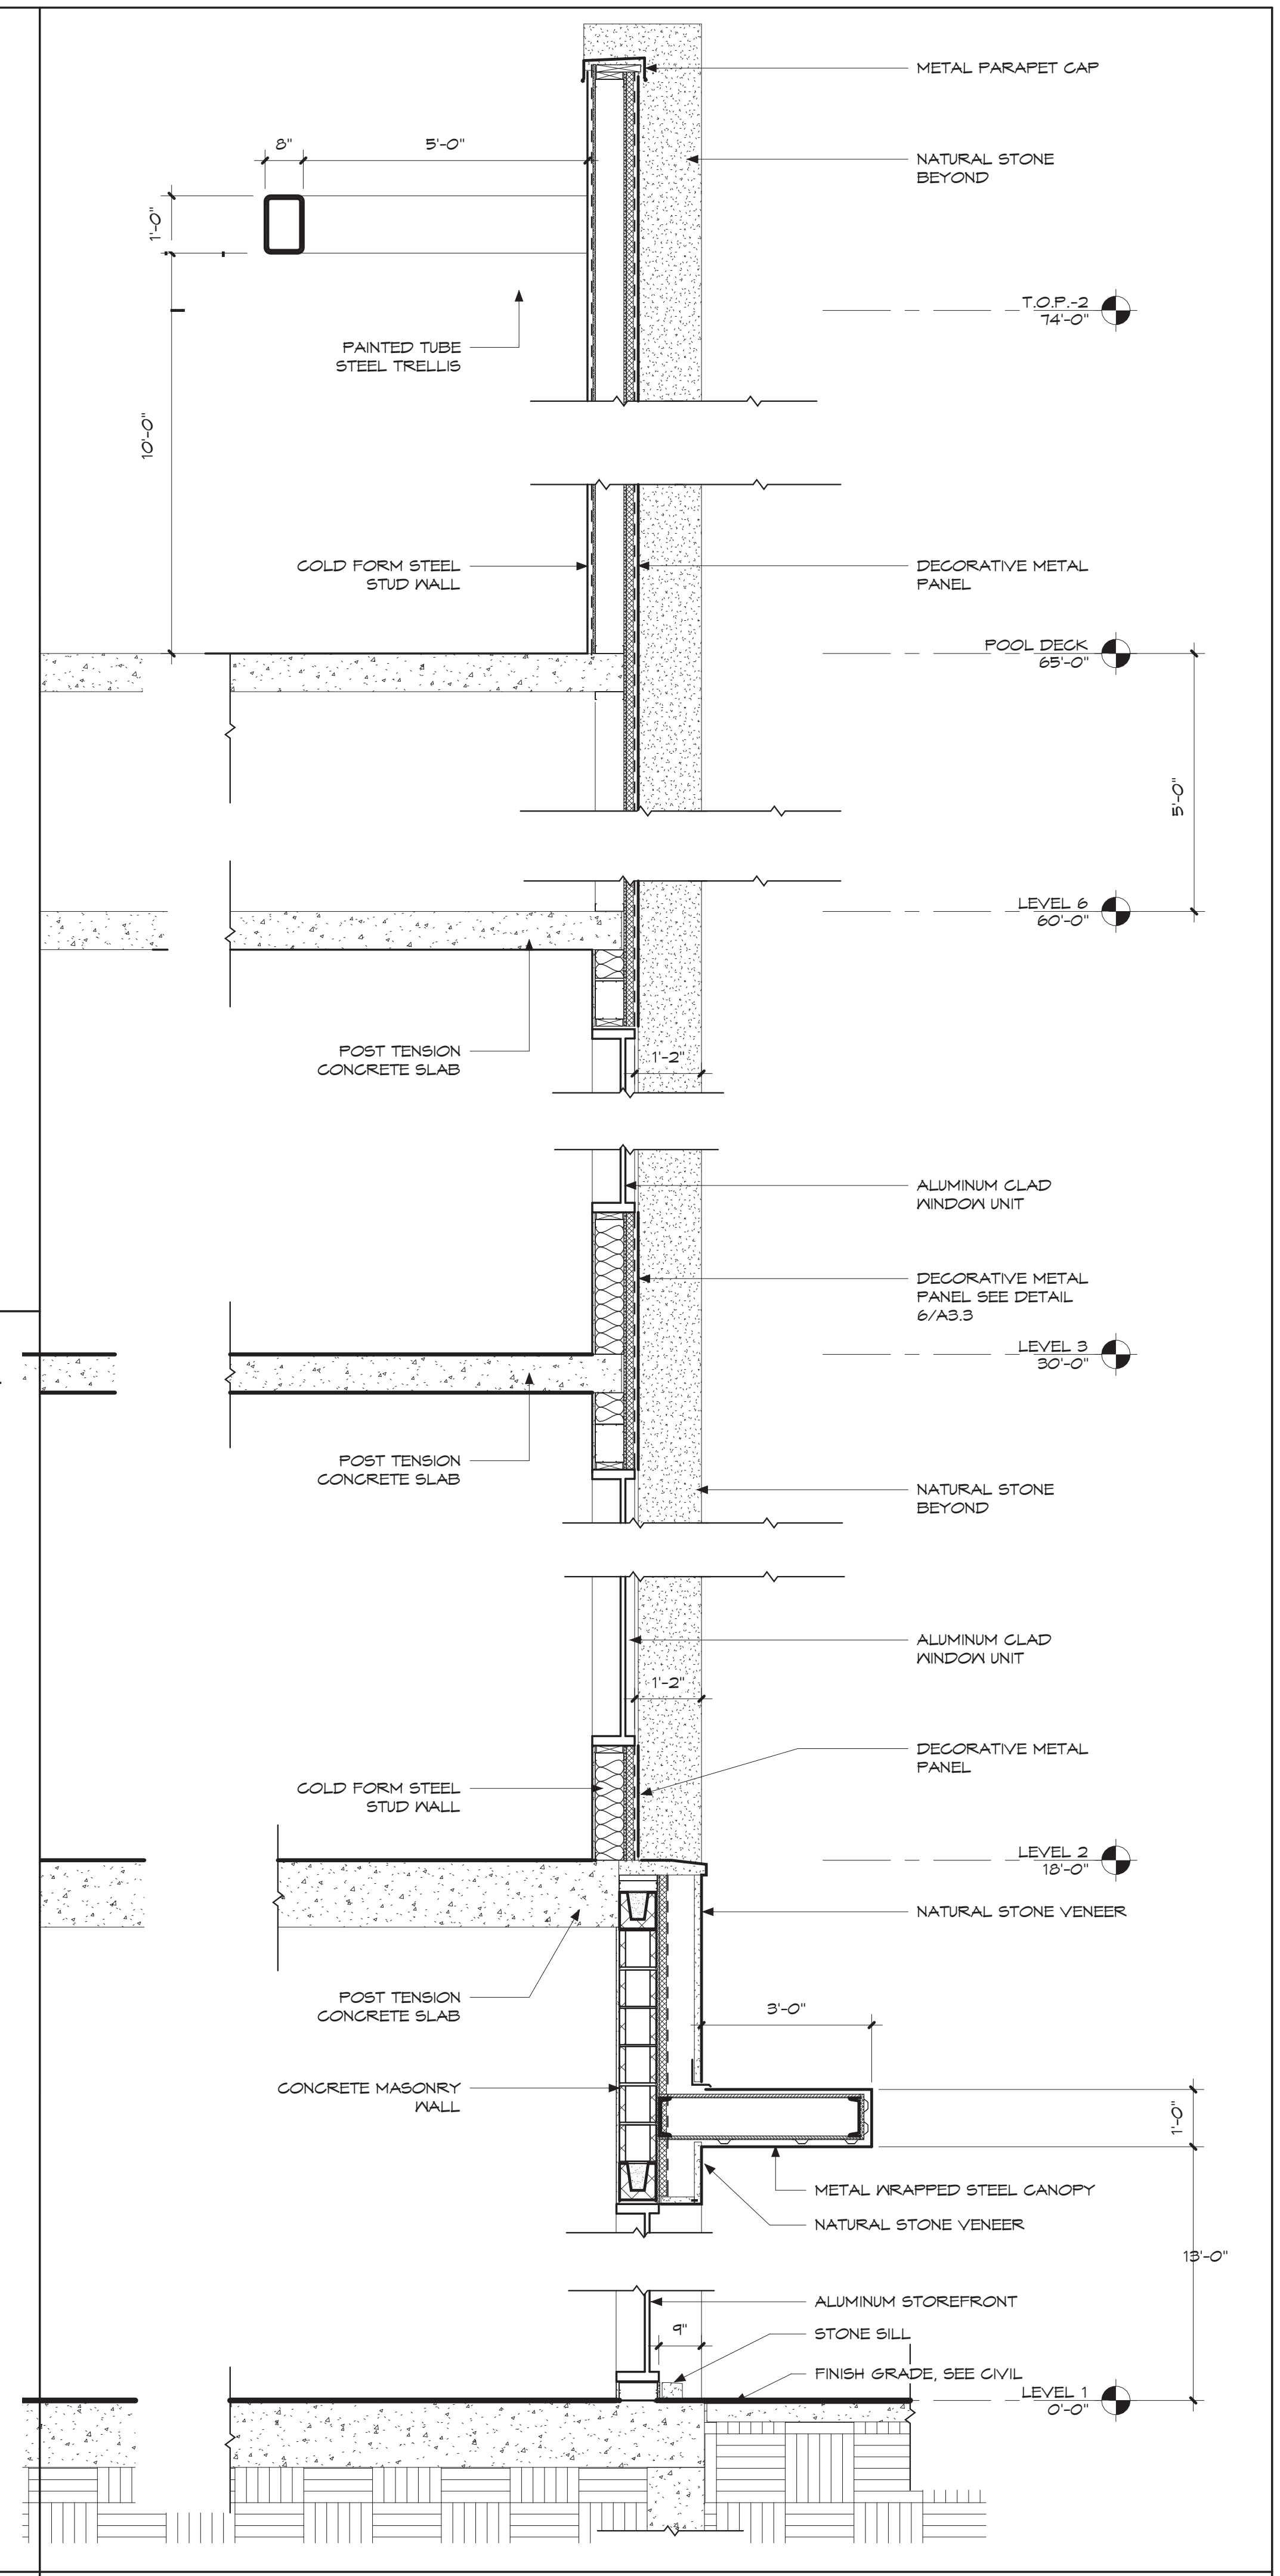 METAL PARAPET CAP
8"
5'-0"
NATURAL STONE
BEYOND
1'-0"
T.O.P.-2
74'-0"
PAINTED TUBE
STEEL TRELLIS
10'-0"
COLD FORM STEEL
STUD WALL
DECORATIVE METAL
PANEL
POOL DECK
65'-0"
5'-0"
LEVEL 6
60'-0"
POST TENSION
CONCRETE SLAB
1'-2"
ALUMINUM CLAD
WINDOW UNIT
DECORATIVE METAL
PANEL SEE DETAIL
6/A3.3
LEVEL 3
30'-0"
POST TENSION
CONCRETE SLAB
NATURAL STONE
BEYOND
ALUMINUM CLAD
WINDOW UNIT
1'-2"
DECORATIVE METAL
PANEL
COLD FORM STEEL
STUD WALL
LEVEL 2
18'-0"
NATURAL STONE VENEER
POST TENSION
CONCRETE SLAB
3'-0"
CONCRETE MASONRY
WALL
1'-0"
METAL WRAPPED STEEL CANOPY
NATURAL STONE VENEER
13'-0"
ALUMINUM STOREFRONT
9"
STONE SILL
FINISH GRADE, SEE CIVIL
LEVEL 1
0'-0"